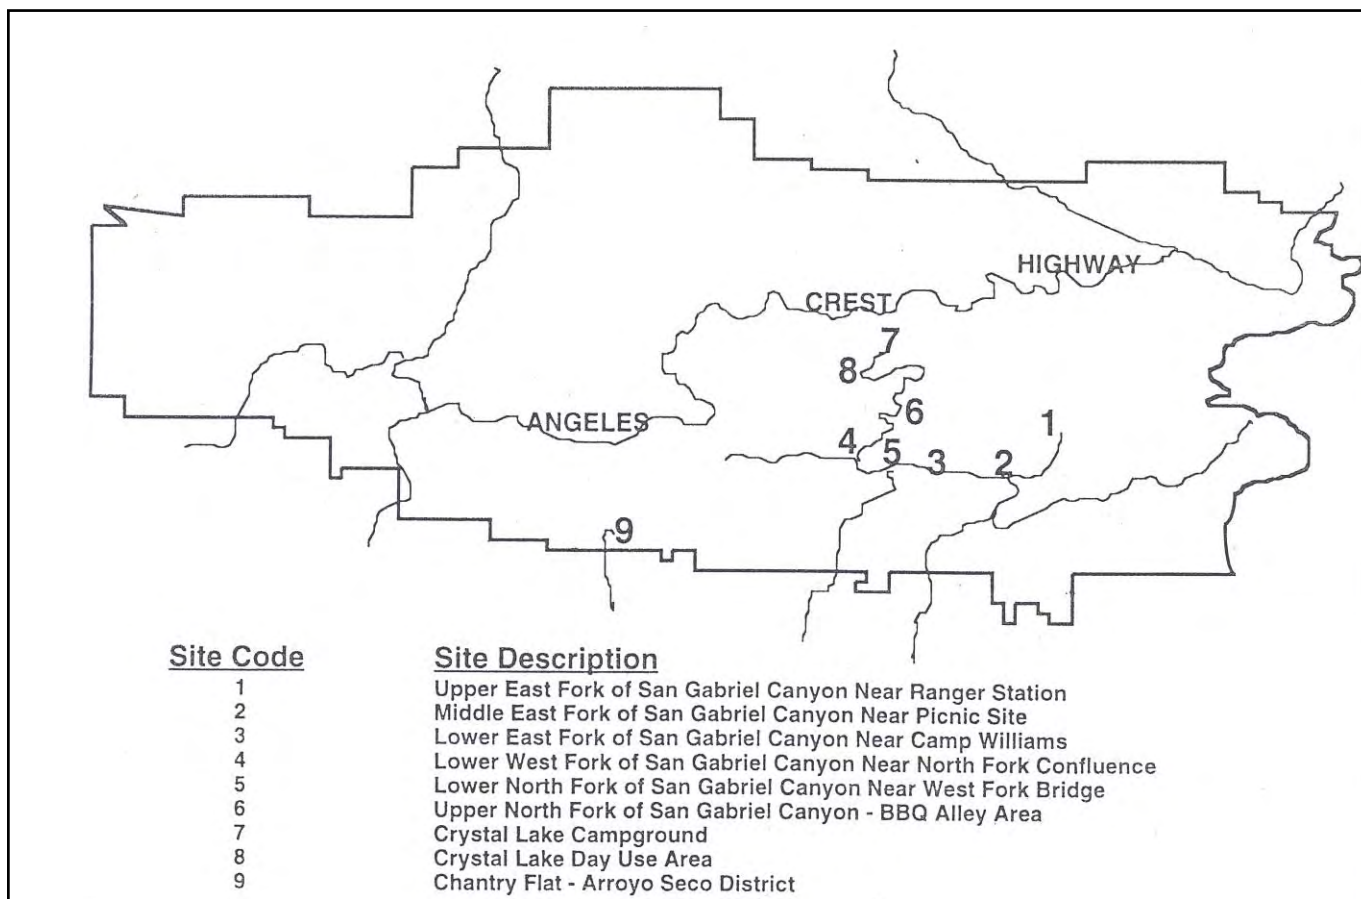 HIGHWAY
CREST
7
8
6
1
ANGELES
4
5
3
2
9
Site Code Site Description
1 Upper East Fork of San Gabriel Canyon Near Ranger Station
2 Middle East Fork of San Gabriel Canyon Near Picnic Site
3 Lower East Fork of San Gabriel Canyon Near Camp Williams
4 Lower West Fork of San Gabriel Canyon Near North Fork Confluence
5 Lower North Fork of San Gabriel Canyon Near West Fork Bridge
6 Upper North Fork of San Gabriel Canyon - BBQ Alley Area
7 Crystal Lake Campground
8 Crystal Lake Day Use Area
9 Chantry Flat - Arroyo Seco District